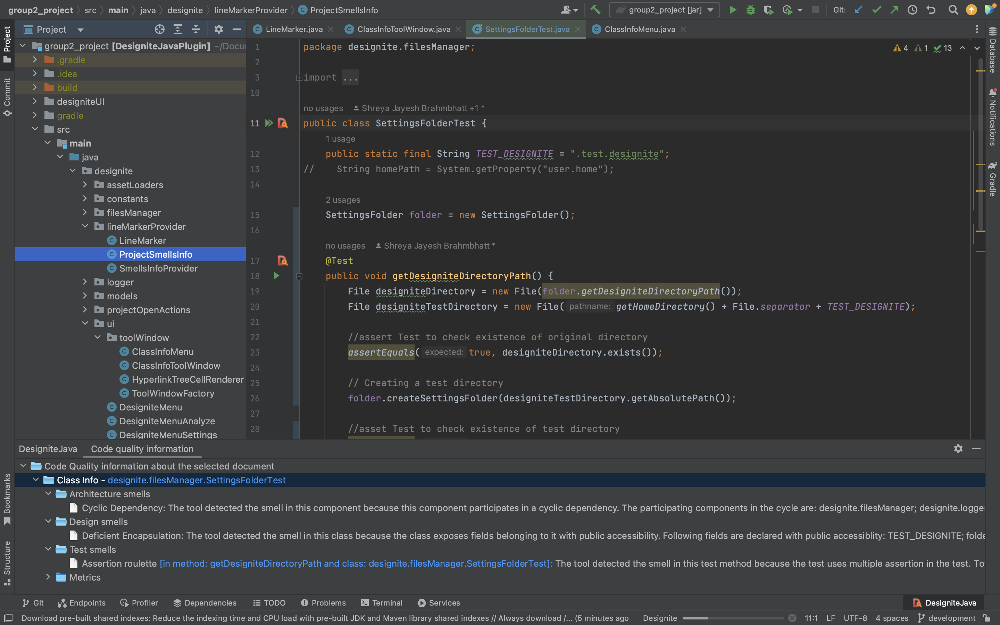 group2_project src main java designite lineMarkerProvider ProjectSmellsInfo
group2_project [jar] Git:
Project
LineMarker.java ClassInfoToolWindow.java SettingsFolderTest.java ClassInfoMenu.java
Project
Commit
Bookmarks
Structure
group2_project [DesigniteJavaPlugin] ~/Docu
.gradle
.idea
build
designiteUI
gradle
src
main
java
designite
assetLoaders
constants
filesManager
lineMarkerProvider
LineMarker
ProjectSmellsInfo
SmellsInfoProvider
logger
models
projectOpenActions
ui
toolWindow
ClassInfoMenu
ClassInfoToolWindow
HyperlinkTreeCellRenderer
ToolWindowFactory
DesigniteMenu
DesigniteMenuAnalyze
DesigniteMenuSettings
4 1 13
1 package designite.filesManager;
2
3 import ...
10
no usages Shreya Jayesh Brahmbhatt +1 *
11 public class SettingsFolderTest {
1 usage
12 public static final String TEST_DESIGNITE = ".test.designite";
13 // String homePath = System.getProperty("user.home");
14
2 usages
15 SettingsFolder folder = new SettingsFolder();
16
no usages Shreya Jayesh Brahmbhatt *
17 @Test
18 public void getDesigniteDirectoryPath() {
19 File designiteDirectory = new File(folder.getDesigniteDirectoryPath());
20 File designiteTestDirectory = new File( pathname: getHomeDirectory() + File.separator + TEST_DESIGNITE);
21
22 //assert Test to check existence of original directory
23 assertEquals( expected: true, designiteDirectory.exists());
24
25 // Creating a test directory
26 folder.createSettingsFolder(designiteTestDirectory.getAbsolutePath());
27
28 //asset Test to check existence of test directory
Database
Notifications
Gradle
DesigniteJava Code quality information
Code Quality information about the selected document
Class Info - designite.filesManager.SettingsFolderTest
Architecture smells
Cyclic Dependency: The tool detected the smell in this component because this component participates in a cyclic dependency. The participating components in the cycle are: designite.filesManager; designite.logge
Design smells
Deficient Encapsulation: The tool detected the smell in this class because the class exposes fields belonging to it with public accessibility. Following fields are declared with public accessiblity: TEST_DESIGNITE; folde
Test smells
Assertion roulette [in method: getDesigniteDirectoryPath and class: designite.filesManager.SettingsFolderTest]: The tool detected the smell in this test method because the test uses multiple assertion in the test. To
Metrics
Git Endpoints Profiler Dependencies TODO Problems Terminal Services DesigniteJava
Download pre-built shared indexes: Reduce the indexing time and CPU load with pre-built JDK and Maven library shared indexes // Always download /... (5 minutes ago Designite 11:1 LF UTF-8 4 spaces development